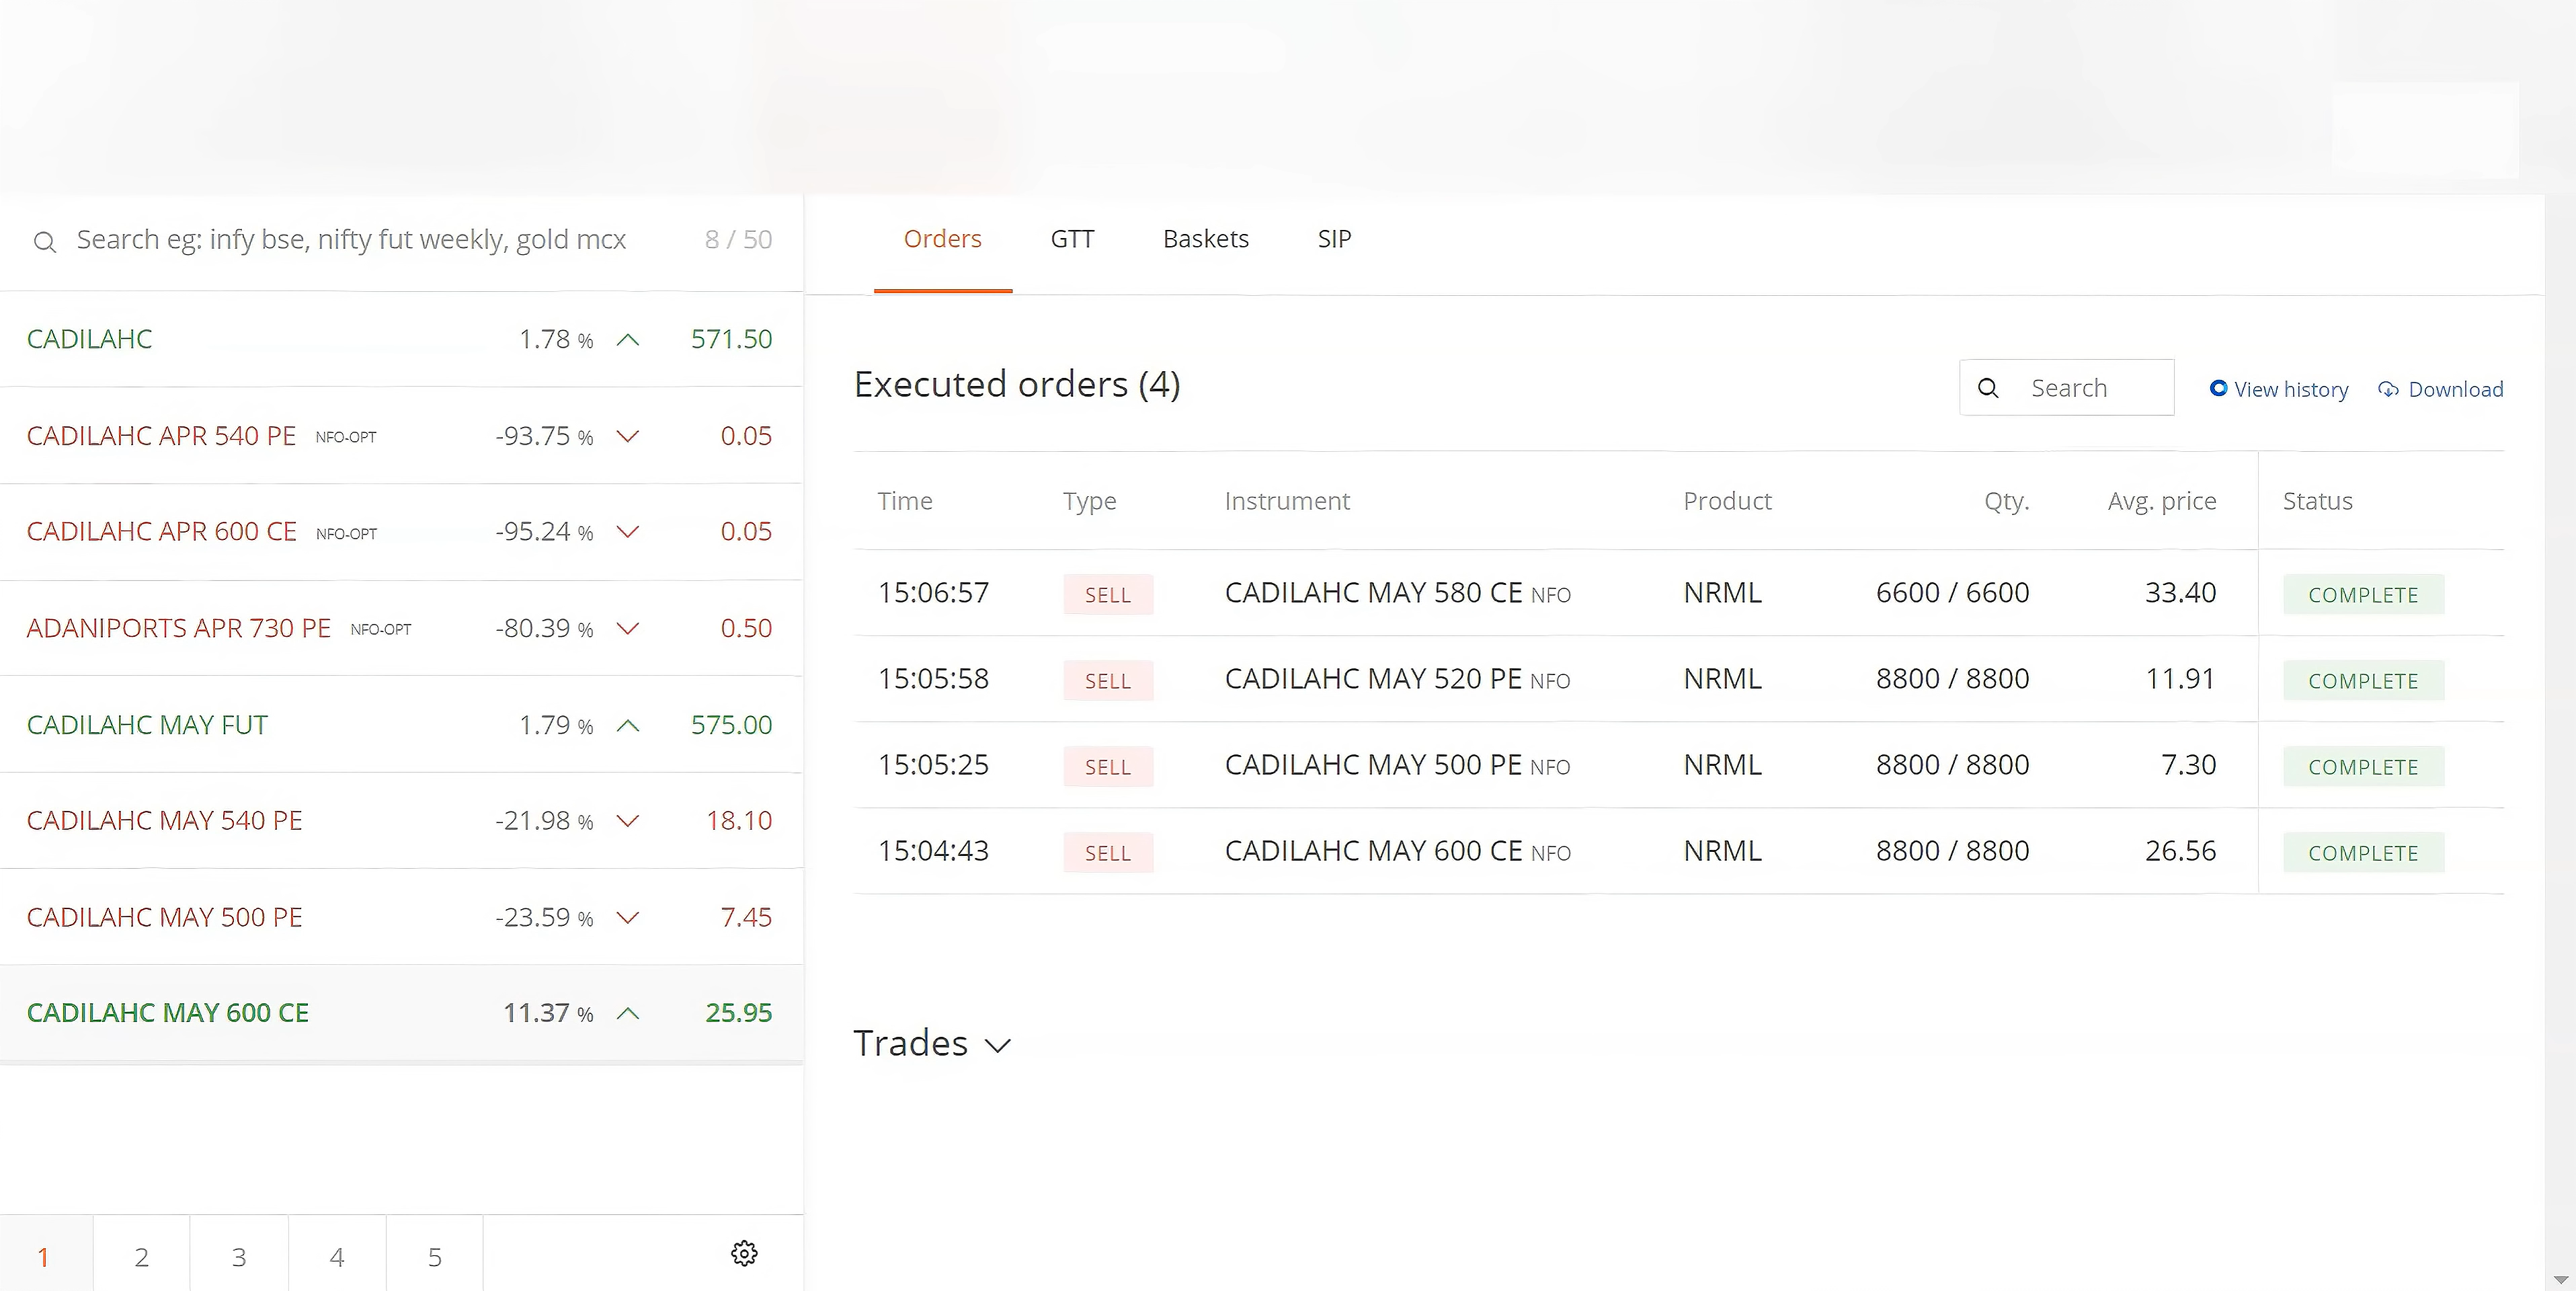 Search eg: infy bse, nifty fut weekly, gold mcx 8 / 50
CADILAHC 1.78 % 571.50
CADILAHC APR 540 PE NFO-OPT -93.75 % 0.05
CADILAHC APR 600 CE NFO-OPT -95.24 % 0.05
ADANIPORTS APR 730 PE NFO-OPT -80.39 % 0.50
CADILAHC MAY FUT 1.79 % 575.00
CADILAHC MAY 540 PE -21.98 % 18.10
CADILAHC MAY 500 PE -23.59 % 7.45
CADILAHC MAY 600 CE 11.37 % 25.95
1 2 3 4 5
Orders GTT Baskets SIP
Executed orders (4) Search View history Download
Time Type Instrument Product Qty. Avg. price Status
15:06:57 SELL CADILAHC MAY 580 CE NFO NRML 6600 / 6600 33.40 COMPLETE
15:05:58 SELL CADILAHC MAY 520 PE NFO NRML 8800 / 8800 11.91 COMPLETE
15:05:25 SELL CADILAHC MAY 500 PE NFO NRML 8800 / 8800 7.30 COMPLETE
15:04:43 SELL CADILAHC MAY 600 CE NFO NRML 8800 / 8800 26.56 COMPLETE
Trades